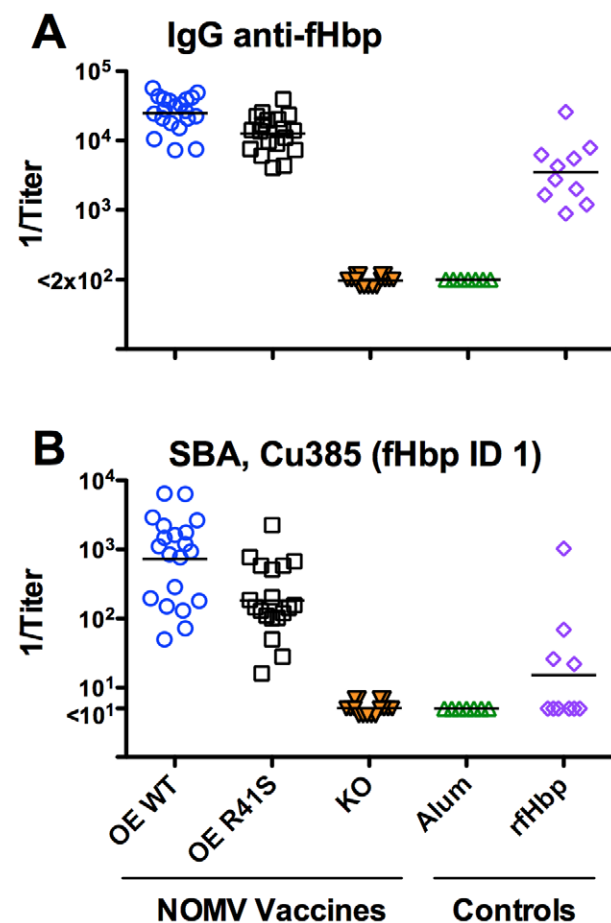 A IgG anti-fHbp
10⁵
10⁴
10³
<2x10²
1/Titer
B SBA, Cu385 (fHbp ID 1)
10⁴
10³
10²
10¹
<10¹
1/Titer
OE WT
OE R41S
KO
Alum
rfHbp
NOMV Vaccines
Controls